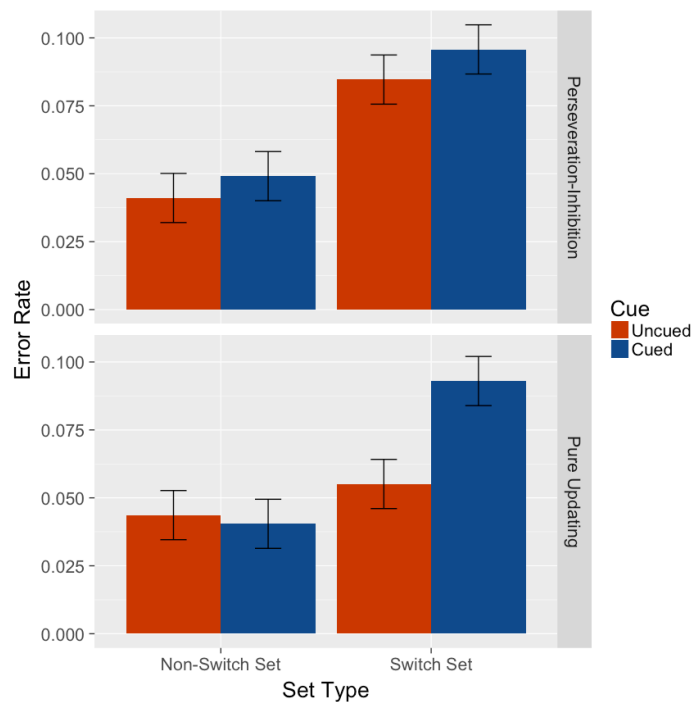 0.100
0.075
0.050
0.025
0.000
Perseveration-Inhibition
0.100
0.075
0.050
0.025
0.000
Pure Updating
Error Rate
Non-Switch Set
Switch Set
Set Type
Cue
Uncued
Cued